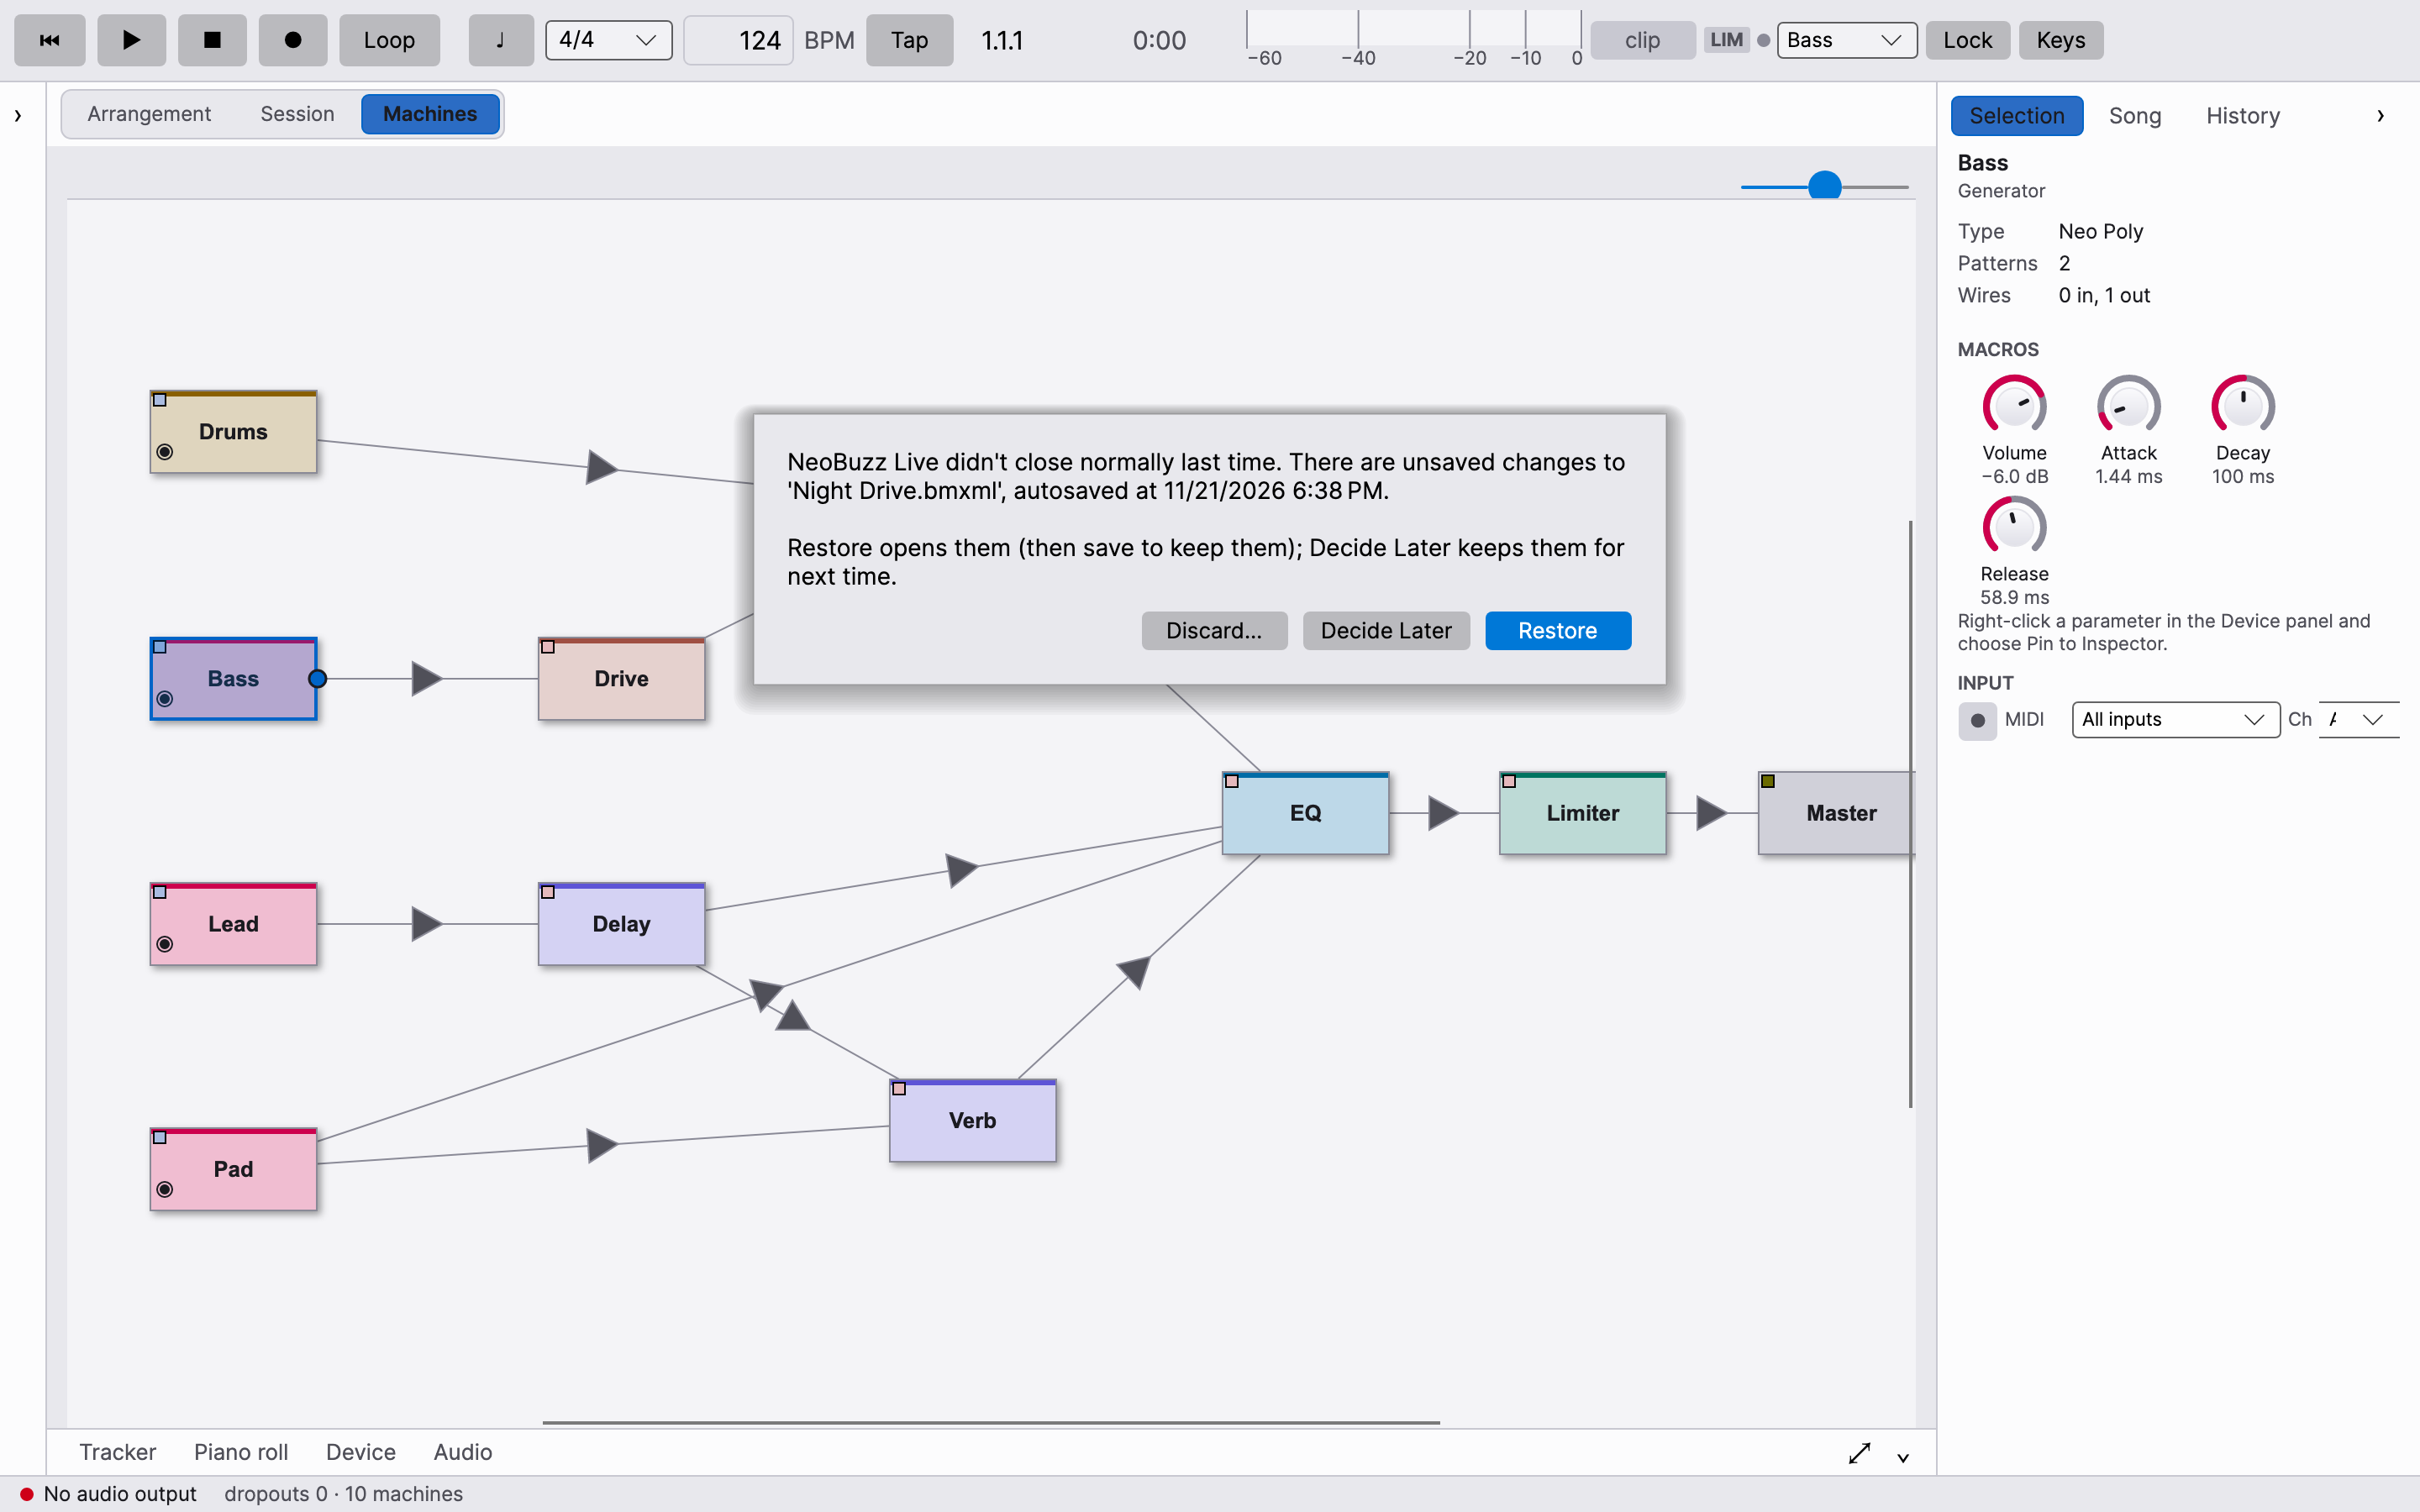 Loop
4/4
124 BPM
Tap
1.1.1
0:00
−60 −40 −20 −10 0
clip
LIM
Bass
Lock
Keys
Arrangement Session Machines
Selection Song History
Bass
Generator
Type Neo Poly
Patterns 2
Wires 0 in, 1 out
MACROS
Volume Attack Decay
−6.0 dB 1.44 ms 100 ms
Release
58.9 ms
Right-click a parameter in the Device panel and
choose Pin to Inspector.
INPUT
MIDI All inputs Ch
Drums
NeoBuzz Live didn't close normally last time. There are unsaved changes to
'Night Drive.bmxml', autosaved at 11/21/2026 6:38 PM.
Restore opens them (then save to keep them); Decide Later keeps them for
next time.
Discard... Decide Later Restore
Bass
Drive
EQ
Limiter
Master
Lead
Delay
Verb
Pad
Tracker Piano roll Device Audio
No audio output dropouts 0 · 10 machines